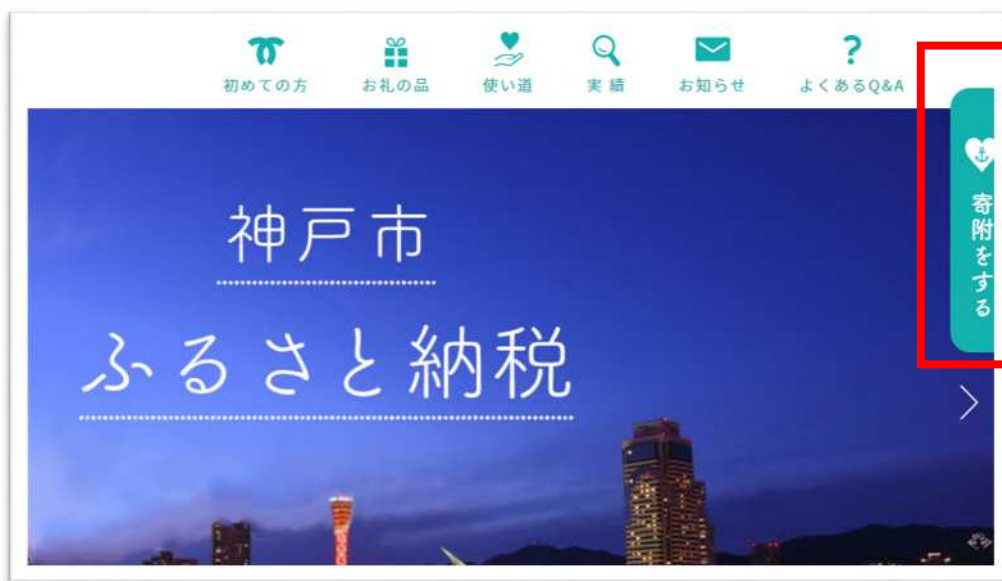 初めての方
お礼の品
使い道
実績
お知らせ
よくあるQ&A
寄附をする
神戸市
ふるさと納税